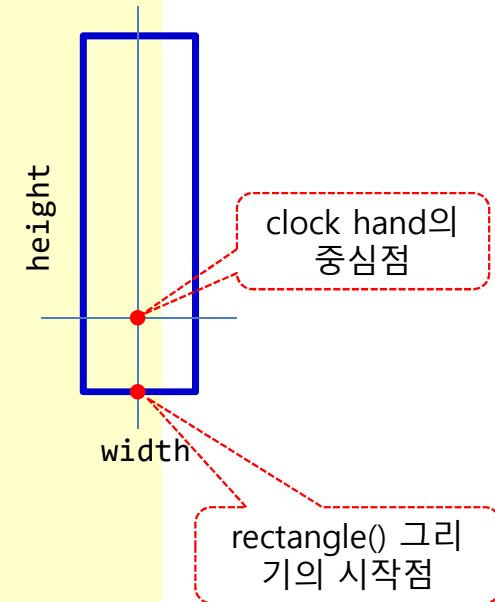 height
clock hand의
중심점
width
rectangle() 그리
기의 시작점